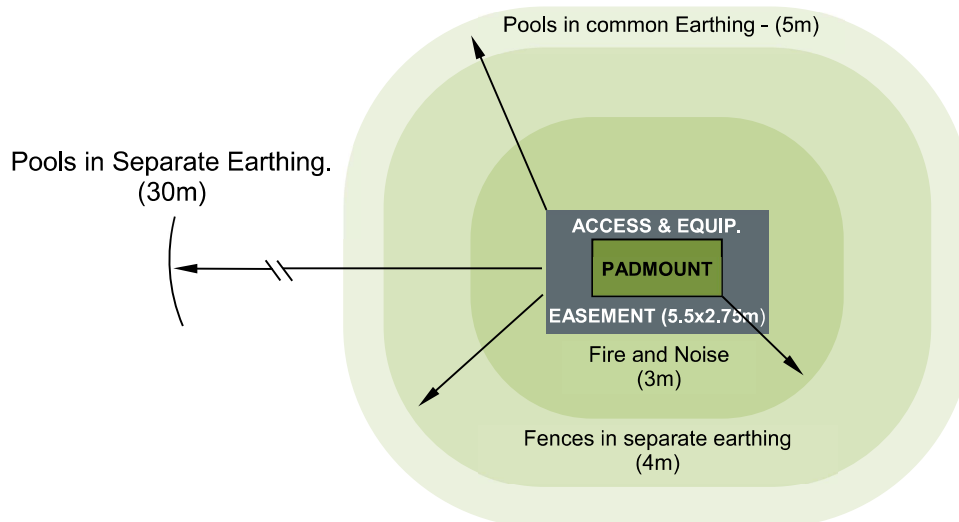 Pools in common Earthing - (5m)
Pools in Separate Earthing.
(30m)
ACCESS & EQUIP.
PADMOUNT
EASEMENT (5.5x2.75m)
Fire and Noise
(3m)
Fences in separate earthing
(4m)